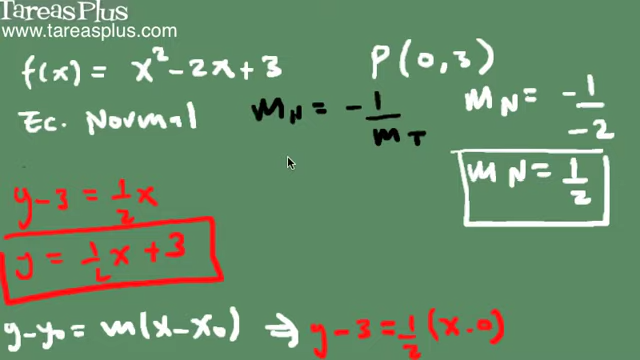 TareasPlus
www.tareasplus.com
f(x) = x² - 2x + 3
P(0,3)
Ec. Normal
m_N = -1/m_T
m_N = -1/-2
m_N = 1/2
y - 3 = 1/2 x
y = 1/2 x + 3
y - y₀ = m(x - x₀) ⇒ y - 3 = 1/2 (x - 0)